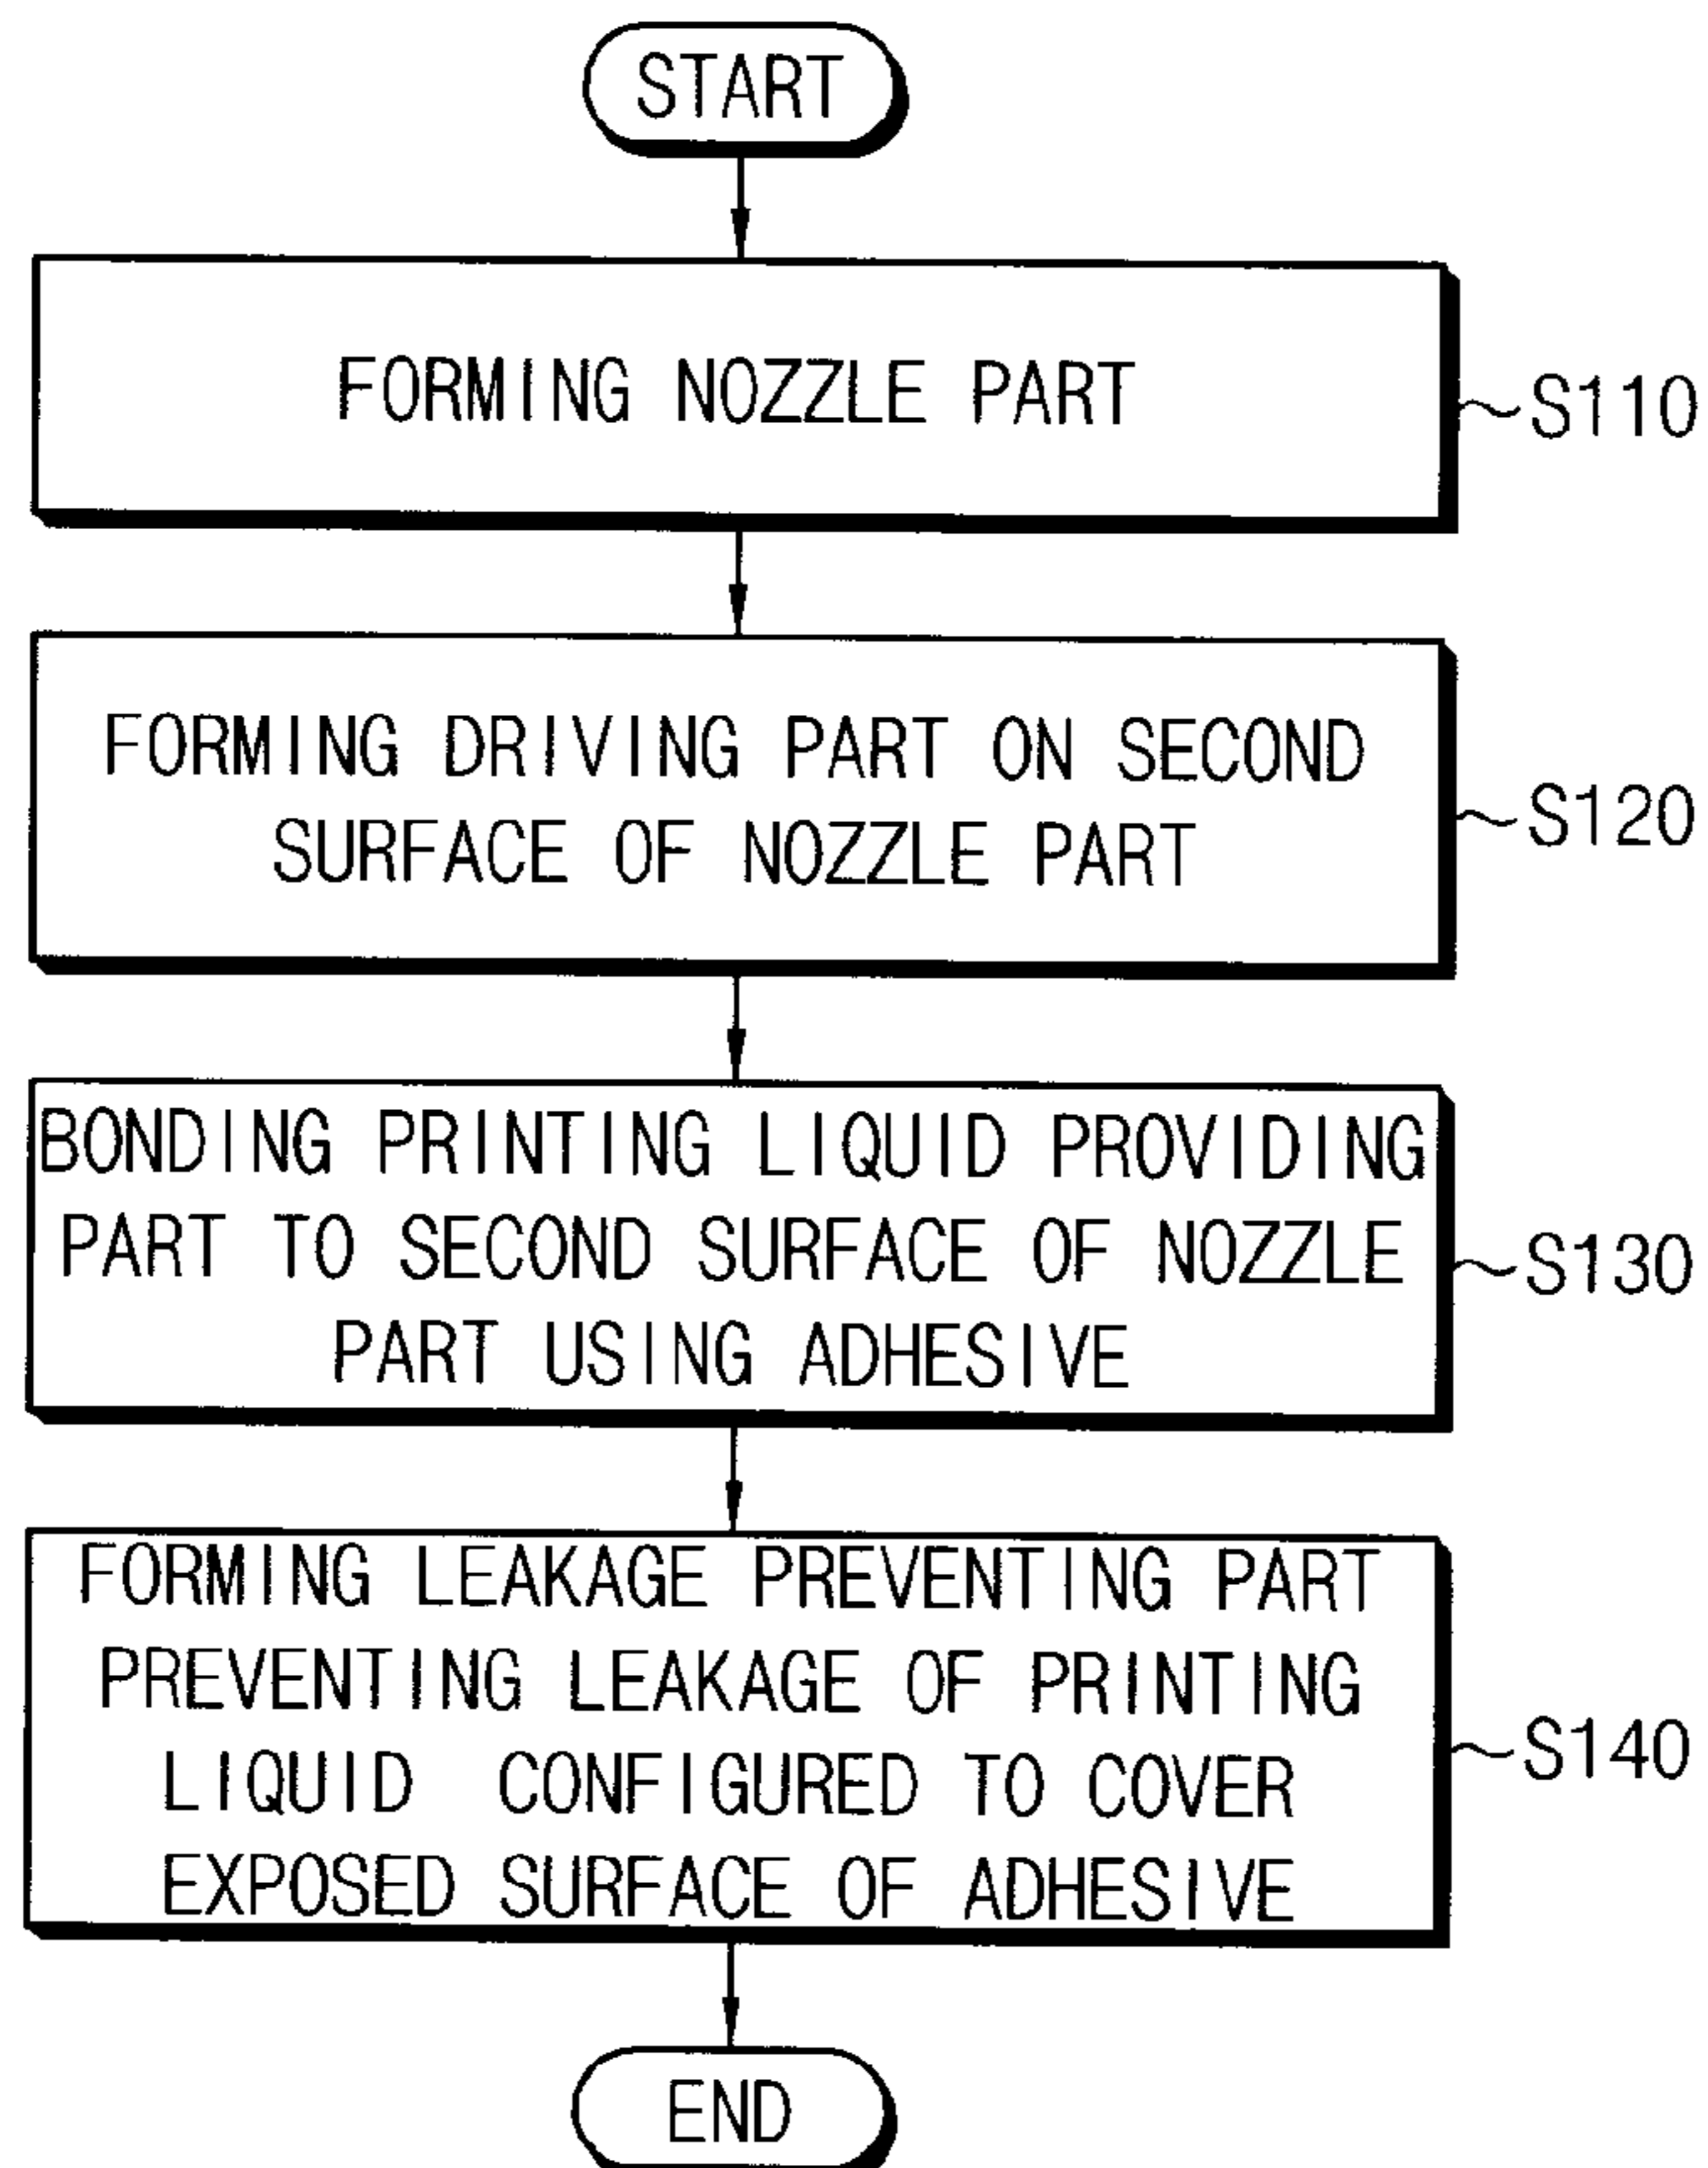 START
FORMING NOZZLE PART
S110
FORMING DRIVING PART ON SECOND
SURFACE OF NOZZLE PART
S120
BONDING PRINTING LIQUID PROVIDING
PART TO SECOND SURFACE OF NOZZLE
PART USING ADHESIVE
S130
FORMING LEAKAGE PREVENTING PART
PREVENTING LEAKAGE OF PRINTING
LIQUID CONFIGURED TO COVER
EXPOSED SURFACE OF ADHESIVE
S140
END